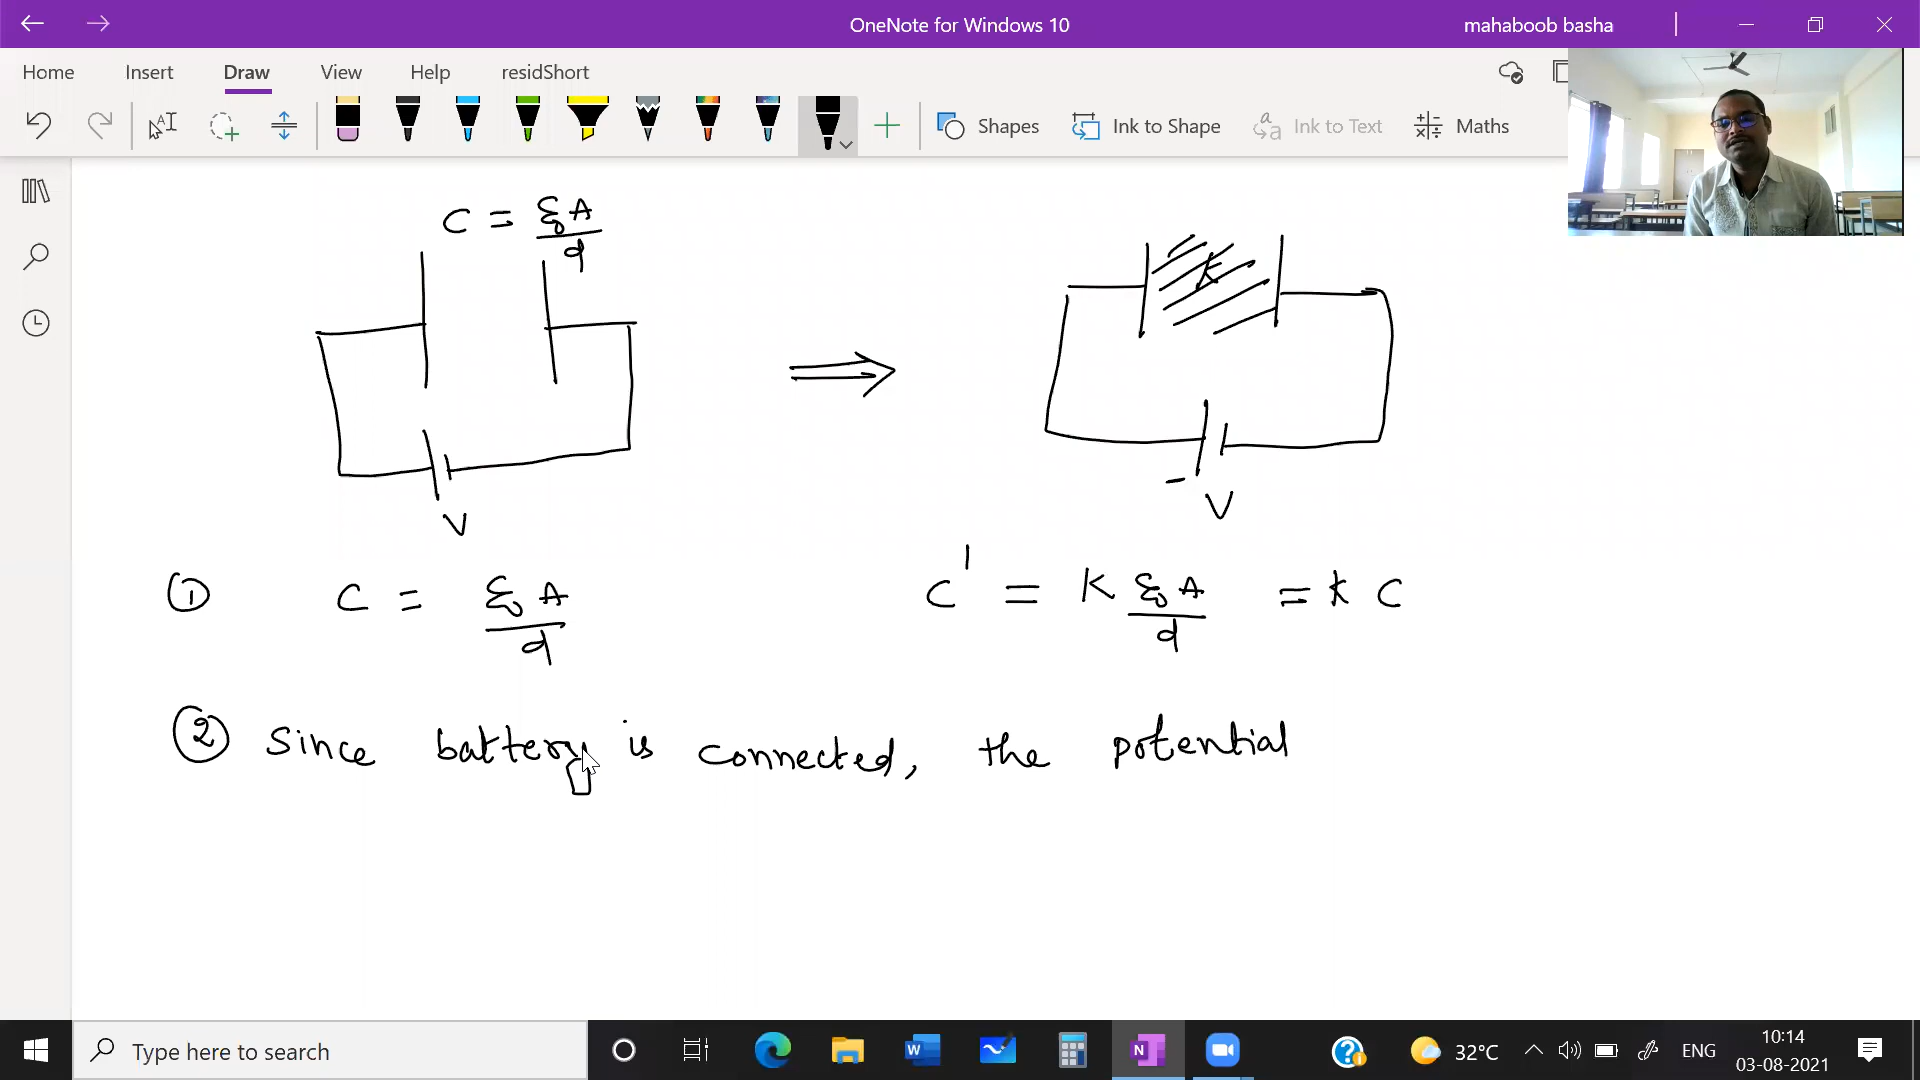 OneNote for Windows 10
mahaboob basha
Home Insert Draw View Help residShort
Shapes Ink to Shape Ink to Text Maths
C = ε₀A/d
K
V
V
① C = ε₀A/d C' = K ε₀A/d = K C
② Since battery is connected, the potential
Type here to search
32°C ENG 10:14
03-08-2021